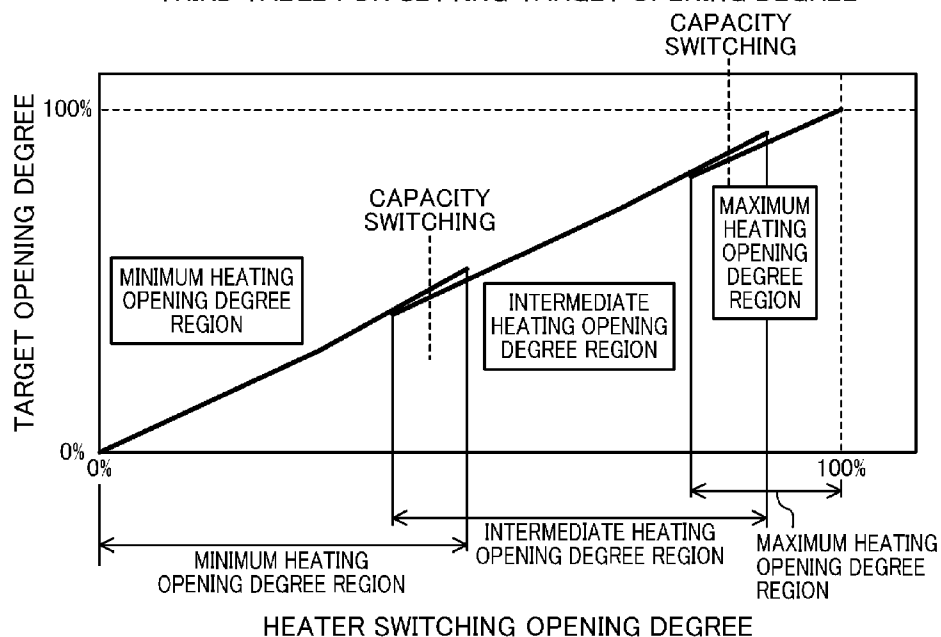 THIRD TABLE FOR SETTING TARGET OPENING DEGREE
CAPACITY
SWITCHING
100%
TARGET OPENING DEGREE
CAPACITY
SWITCHING
MAXIMUM
HEATING
OPENING
DEGREE
REGION
MINIMUM HEATING
OPENING DEGREE
REGION
INTERMEDIATE
HEATING OPENING
DEGREE REGION
0%
0%
100%
MINIMUM HEATING
OPENING DEGREE REGION
INTERMEDIATE HEATING
OPENING DEGREE REGION
MAXIMUM HEATING
OPENING DEGREE
REGION
HEATER SWITCHING OPENING DEGREE